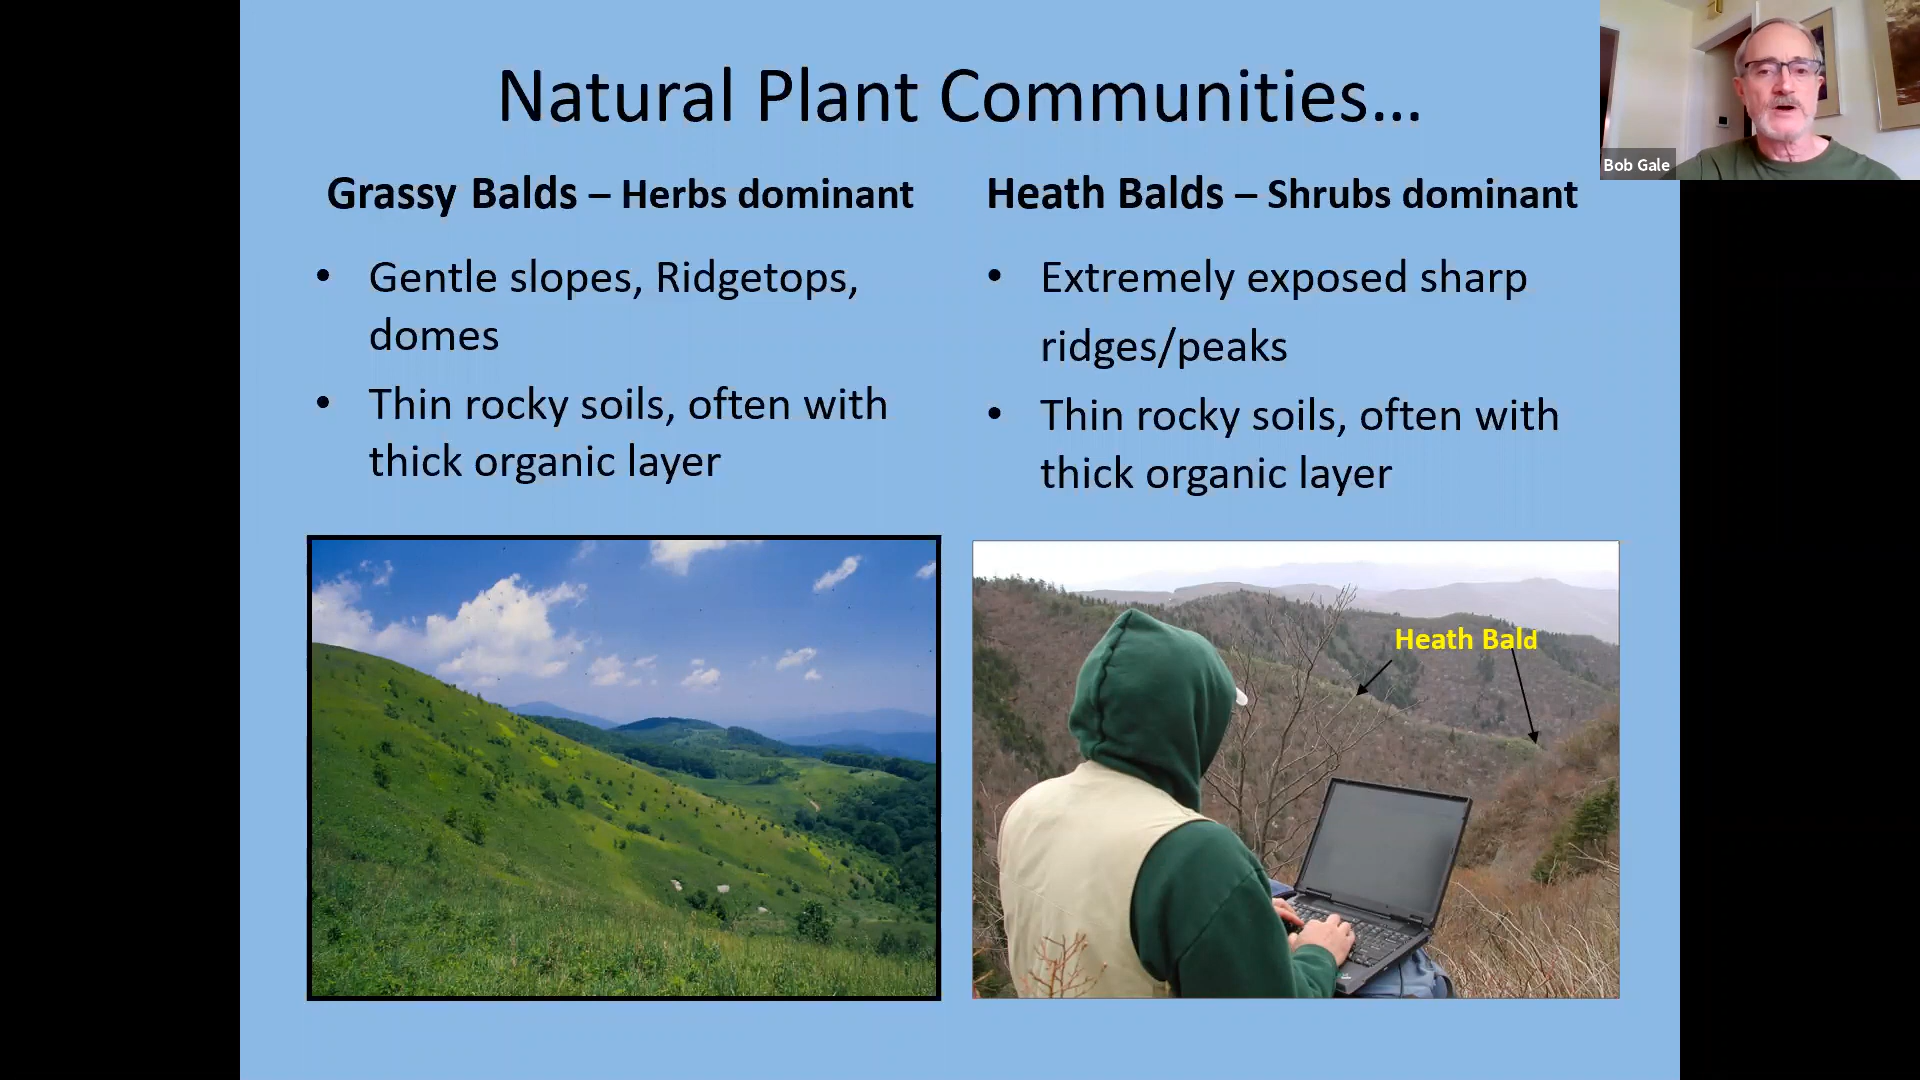 Natural Plant Communities...
Bob Gale
Grassy Balds – Herbs dominant
• Gentle slopes, Ridgetops,
domes
• Thin rocky soils, often with
thick organic layer
Heath Balds – Shrubs dominant
• Extremely exposed sharp
ridges/peaks
• Thin rocky soils, often with
thick organic layer
Heath Bald